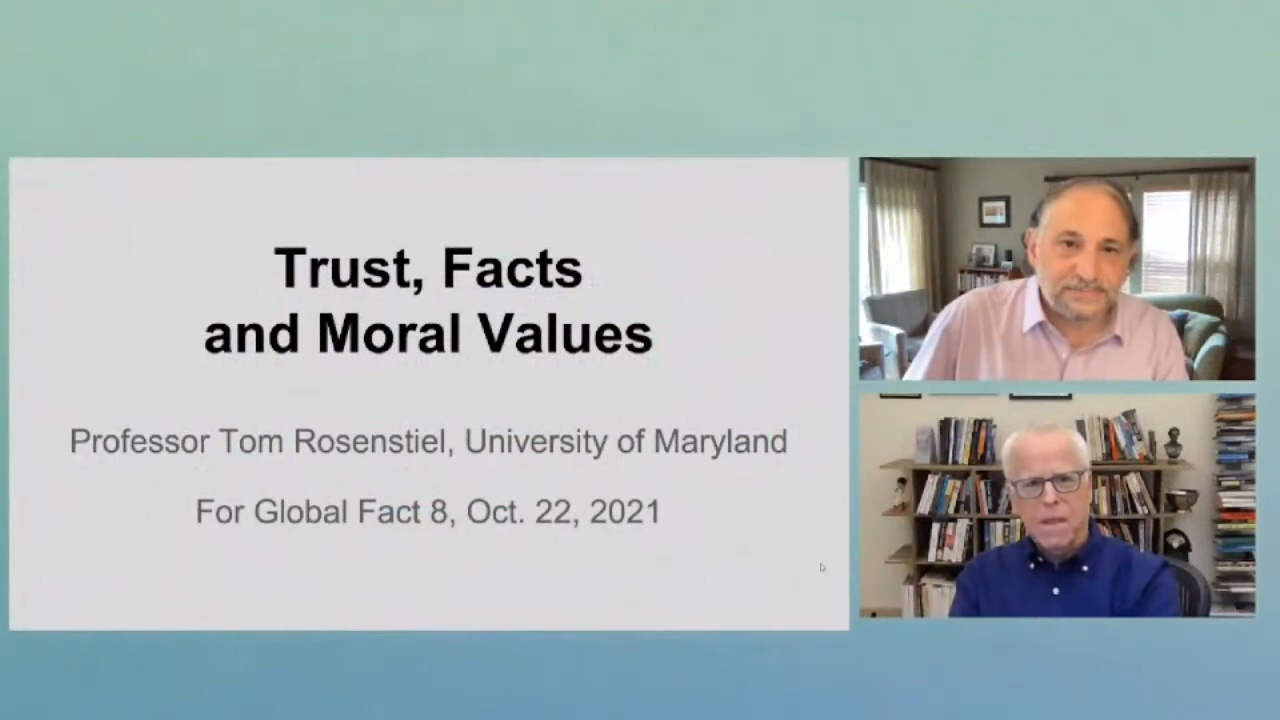 Trust, Facts
and Moral Values
Professor Tom Rosenstiel, University of Maryland
For Global Fact 8, Oct. 22, 2021